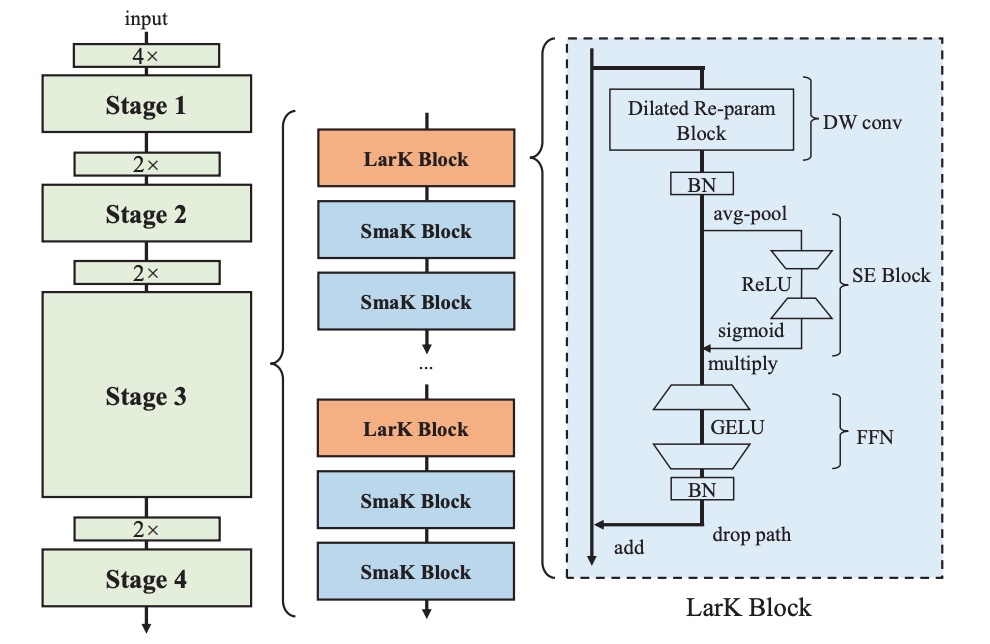 input
4×
Stage 1
2×
Stage 2
2×
Stage 3
2×
Stage 4
LarK Block
SmaK Block
SmaK Block
...
LarK Block
SmaK Block
SmaK Block
Dilated Re-param
Block
DW conv
BN
avg-pool
ReLU
SE Block
sigmoid
multiply
GELU
FFN
BN
drop path
add
LarK Block